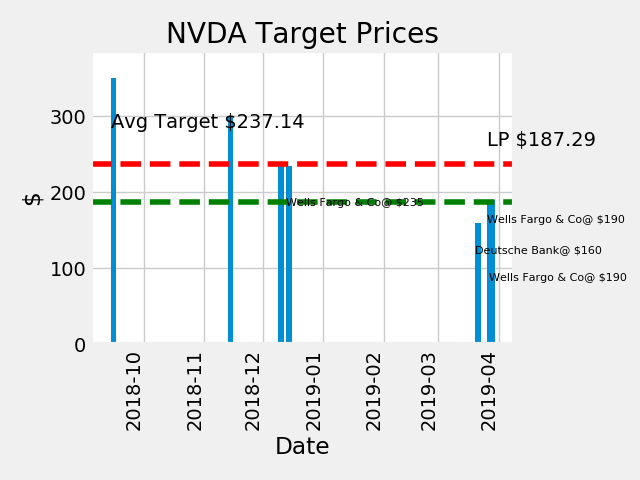 NVDA Target Prices
$
300
200
100
0
Avg Target $237.14
LP $187.29
Wells Fargo & Co@ $235
Wells Fargo & Co@ $190
Deutsche Bank@ $160
Wells Fargo & Co@ $190
2018-10
2018-11
2018-12
2019-01
2019-02
2019-03
2019-04
Date